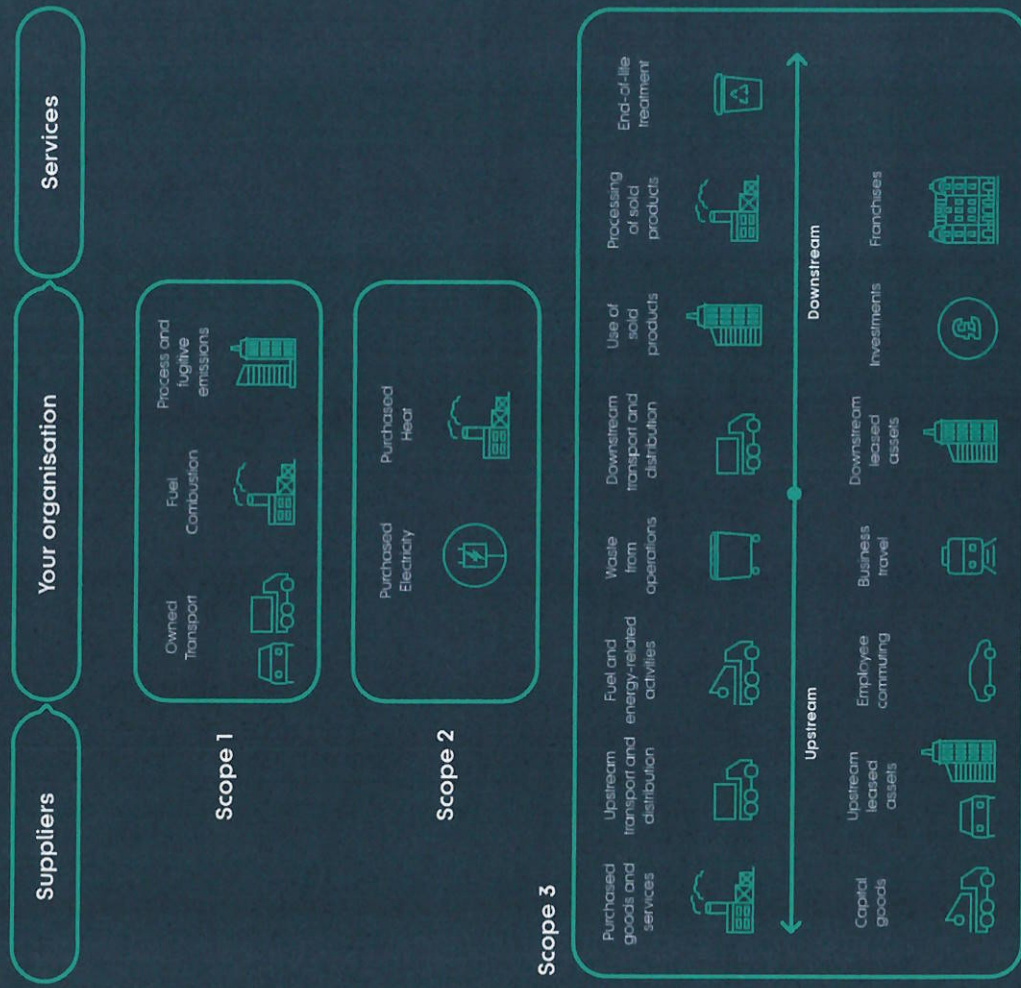 Suppliers
Your organisation
Services
Scope 1
Owned
Transport
Fuel
Combustion
Process and
fugitive
emissions
Scope 2
Purchased
Electricity
Purchased
Heat
Scope 3
Purchased
goods and
services
Upstream
transport and
distribution
Fuel and
energy-related
activities
Waste
from
operations
Downstream
transport and
distribution
Use of
sold
products
Processing
of sold
products
End-of-life
treatment
Upstream
Downstream
Capital
goods
Upstream
leased
assets
Employee
commuting
Business
travel
Downstream
leased
assets
Investments
£
Franchises